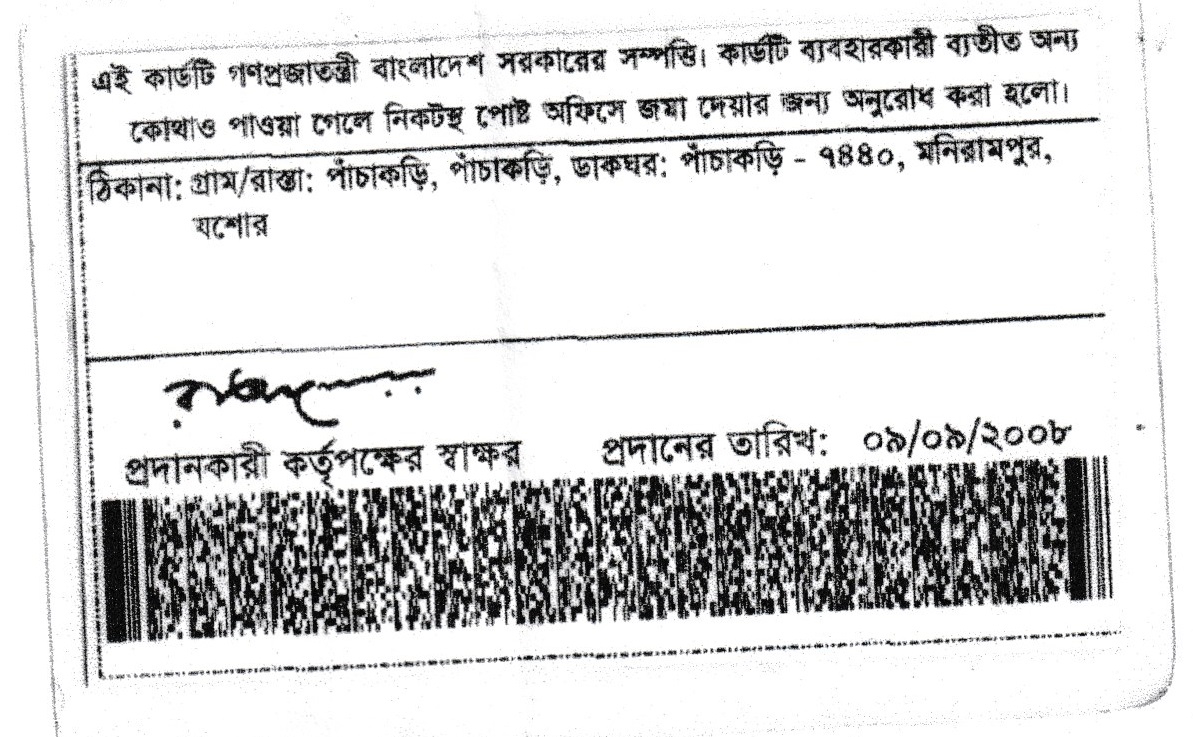 এই কার্ডটি গণপ্রজাতন্ত্রী বাংলাদেশ সরকারের সম্পত্তি। কার্ডটি ব্যবহারকারী ব্যতীত অন্য
কোথাও পাওয়া গেলে নিকটস্থ পোষ্ট অফিসে জমা দেয়ার জন্য অনুরোধ করা হলো।
ঠিকানা: গ্রাম/রাস্তা: পাঁচাকড়ি, পাঁচাকড়ি, ডাকঘর: পাঁচাকড়ি - ৭৪৪০, মনিরামপুর,
যশোর
প্রদানকারী কর্তৃপক্ষের স্বাক্ষর প্রদানের তারিখ: ০৯/০৯/২০০৮